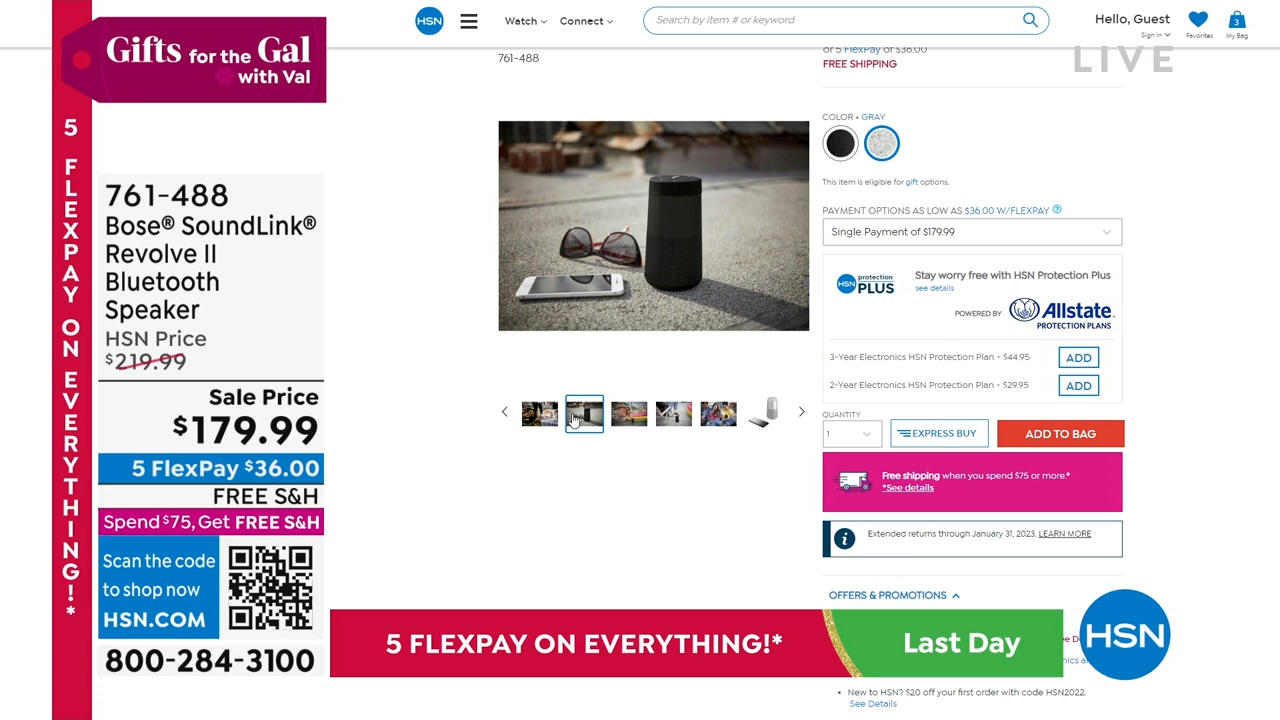 Gifts for the Gal
with Val
5 FLEXPAY ON EVERYTHING!*
761-488
Bose® SoundLink®
Revolve II
Bluetooth
Speaker
HSN Price
$219.99
Sale Price
$179.99
5 FlexPay $36.00
FREE S&H
Spend $75, Get FREE S&H
Scan the code
to shop now
HSN.COM
800-284-3100
HSN
Watch
Connect
Search by item # or keyword
Hello, Guest
Sign in
Favorites
3
My Bag
LIVE
761-488
or 5 FlexPay of $36.00
FREE SHIPPING
COLOR • GRAY
This item is eligible for gift options.
PAYMENT OPTIONS AS LOW AS $36.00 W/FLEXPAY ?
Single Payment of $179.99
HSN protection PLUS
Stay worry free with HSN Protection Plus
see details
POWERED BY Allstate.
PROTECTION PLANS
3-Year Electronics HSN Protection Plan - $44.95 ADD
2-Year Electronics HSN Protection Plan - $29.95 ADD
QUANTITY
1
EXPRESS BUY
ADD TO BAG
Free shipping when you spend $75 or more.*
*See details
i
Extended returns through January 31, 2023. LEARN MORE
OFFERS & PROMOTIONS
5 FLEXPAY ON EVERYTHING!*
Last Day
HSN
• New to HSN? $20 off your first order with code HSN2022.
See Details